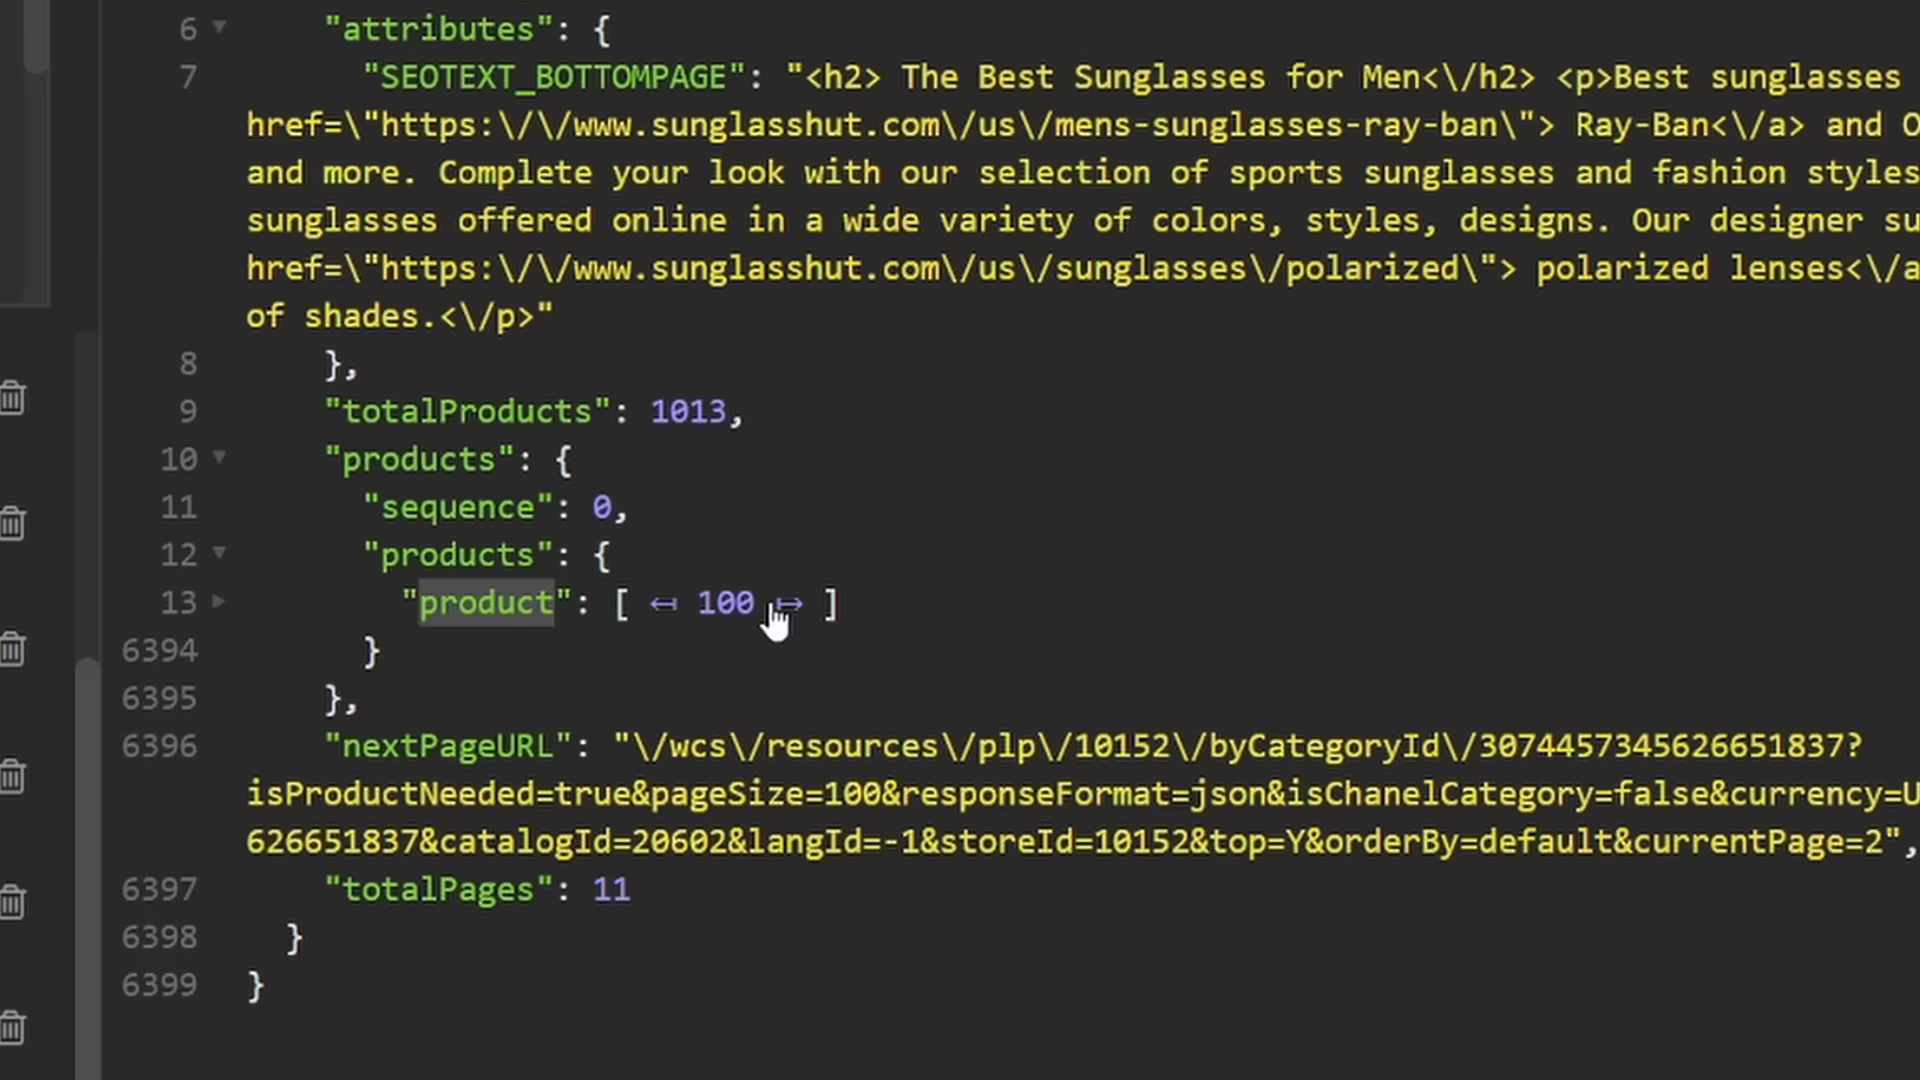 6 "attributes": {
7 "SEOTEXT_BOTTOMPAGE": "<h2> The Best Sunglasses for Men<\/h2> <p>Best sunglasses
href=\"https:\/\/www.sunglasshut.com\/us\/mens-sunglasses-ray-ban\"> Ray-Ban<\/a> and O
and more. Complete your look with our selection of sports sunglasses and fashion styles
sunglasses offered online in a wide variety of colors, styles, designs. Our designer su
href=\"https:\/\/www.sunglasshut.com\/us\/sunglasses\/polarized\"> polarized lenses<\/a
of shades.<\/p>"
8 },
9 "totalProducts": 1013,
10 "products": {
11 "sequence": 0,
12 "products": {
13 "product": [ ↤ 100 ↦ ]
6394 }
6395 },
6396 "nextPageURL": "\/wcs\/resources\/plp\/10152\/byCategoryId\/3074457345626651837?
isProductNeeded=true&pageSize=100&responseFormat=json&isChanelCategory=false&currency=U
626651837&catalogId=20602&langId=-1&storeId=10152&top=Y&orderBy=default&currentPage=2",
6397 "totalPages": 11
6398 }
6399 }